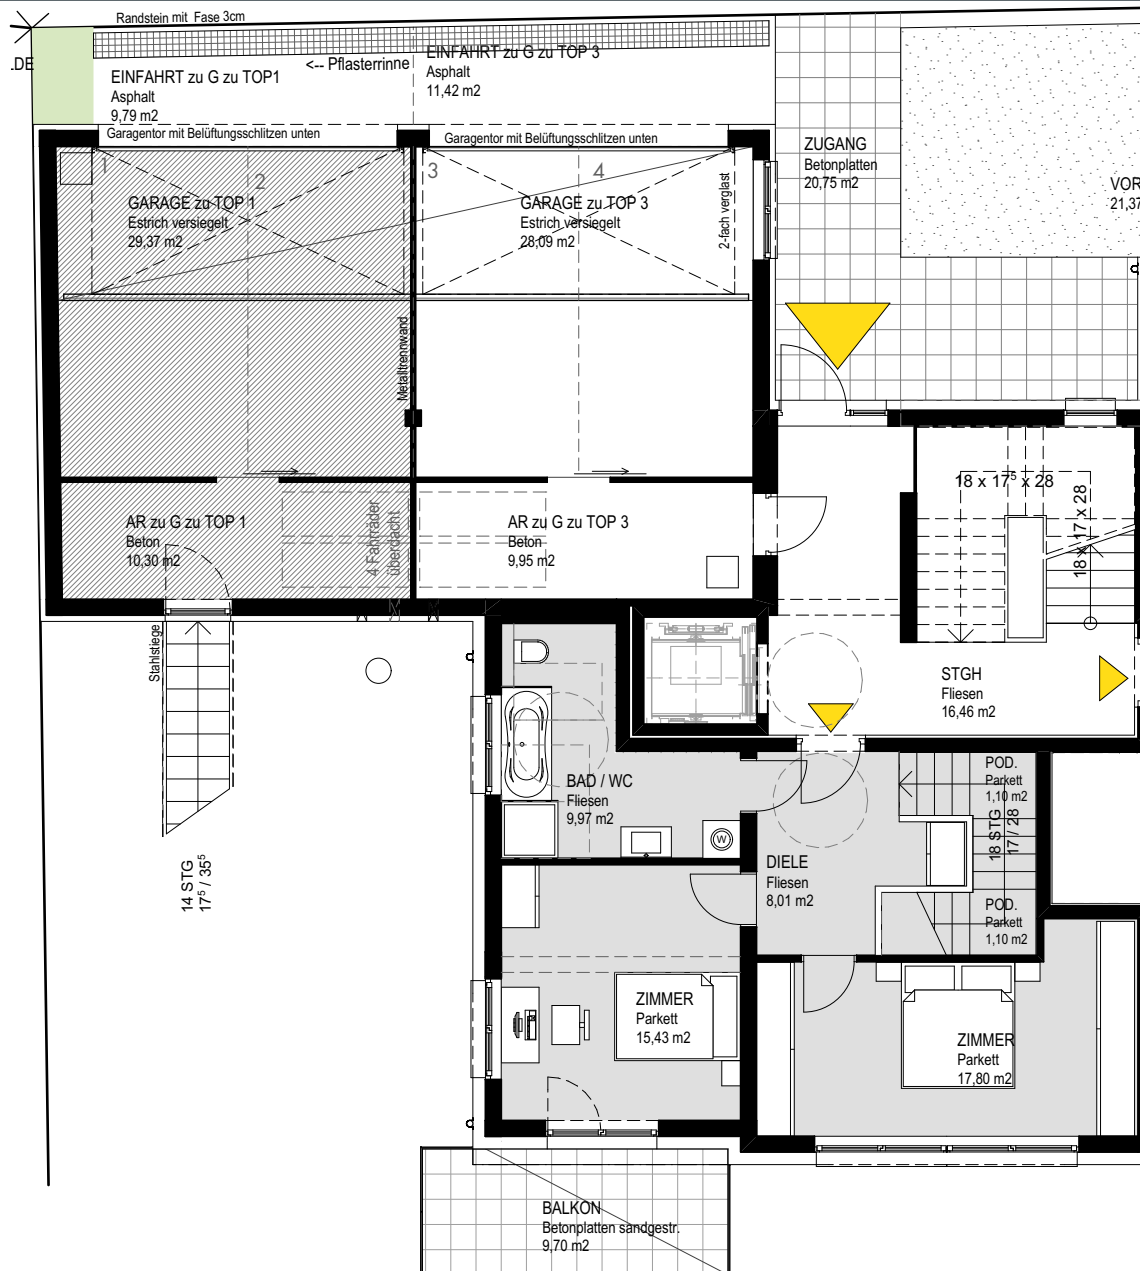 Randstein mit Fase 3cm
.DE
EINFAHRT zu G zu TOP1
Asphalt
9,79 m2
<-- Pflasterrinne
EINFAHRT zu G zu TOP 3
Asphalt
11,42 m2
Garagentor mit Belüftungsschlitzen unten
Garagentor mit Belüftungsschlitzen unten
ZUGANG
Betonplatten
20,75 m2
VOR
21,37
1
2
3
4
GARAGE zu TOP 1
Estrich versiegelt
29,37 m2
GARAGE zu TOP 3
Estrich versiegelt
28,09 m2
2-fach verglast
Metalltrennwand
AR zu G zu TOP 1
Beton
10,30 m2
4 Fahrräder
überdacht
AR zu G zu TOP 3
Beton
9,95 m2
18 x 17⁵ x 28
18 x 17 x 28
Stahlstiege
STGH
Fliesen
16,46 m2
14 STG
17⁵ / 35⁵
BAD / WC
Fliesen
9,97 m2
W
DIELE
Fliesen
8,01 m2
POD.
Parkett
1,10 m2
18 STG
17 / 28
POD.
Parkett
1,10 m2
ZIMMER
Parkett
15,43 m2
ZIMMER
Parkett
17,80 m2
BALKON
Betonplatten sandgestr.
9,70 m2